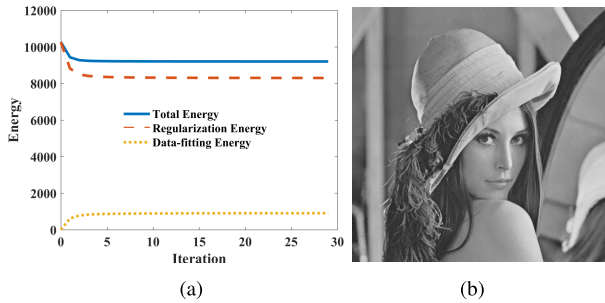 12000
10000
8000
6000
4000
2000
0
Energy
Total Energy
Regularization Energy
Data-fitting Energy
0 5 10 15 20 25 30
Iteration
(a) (b)